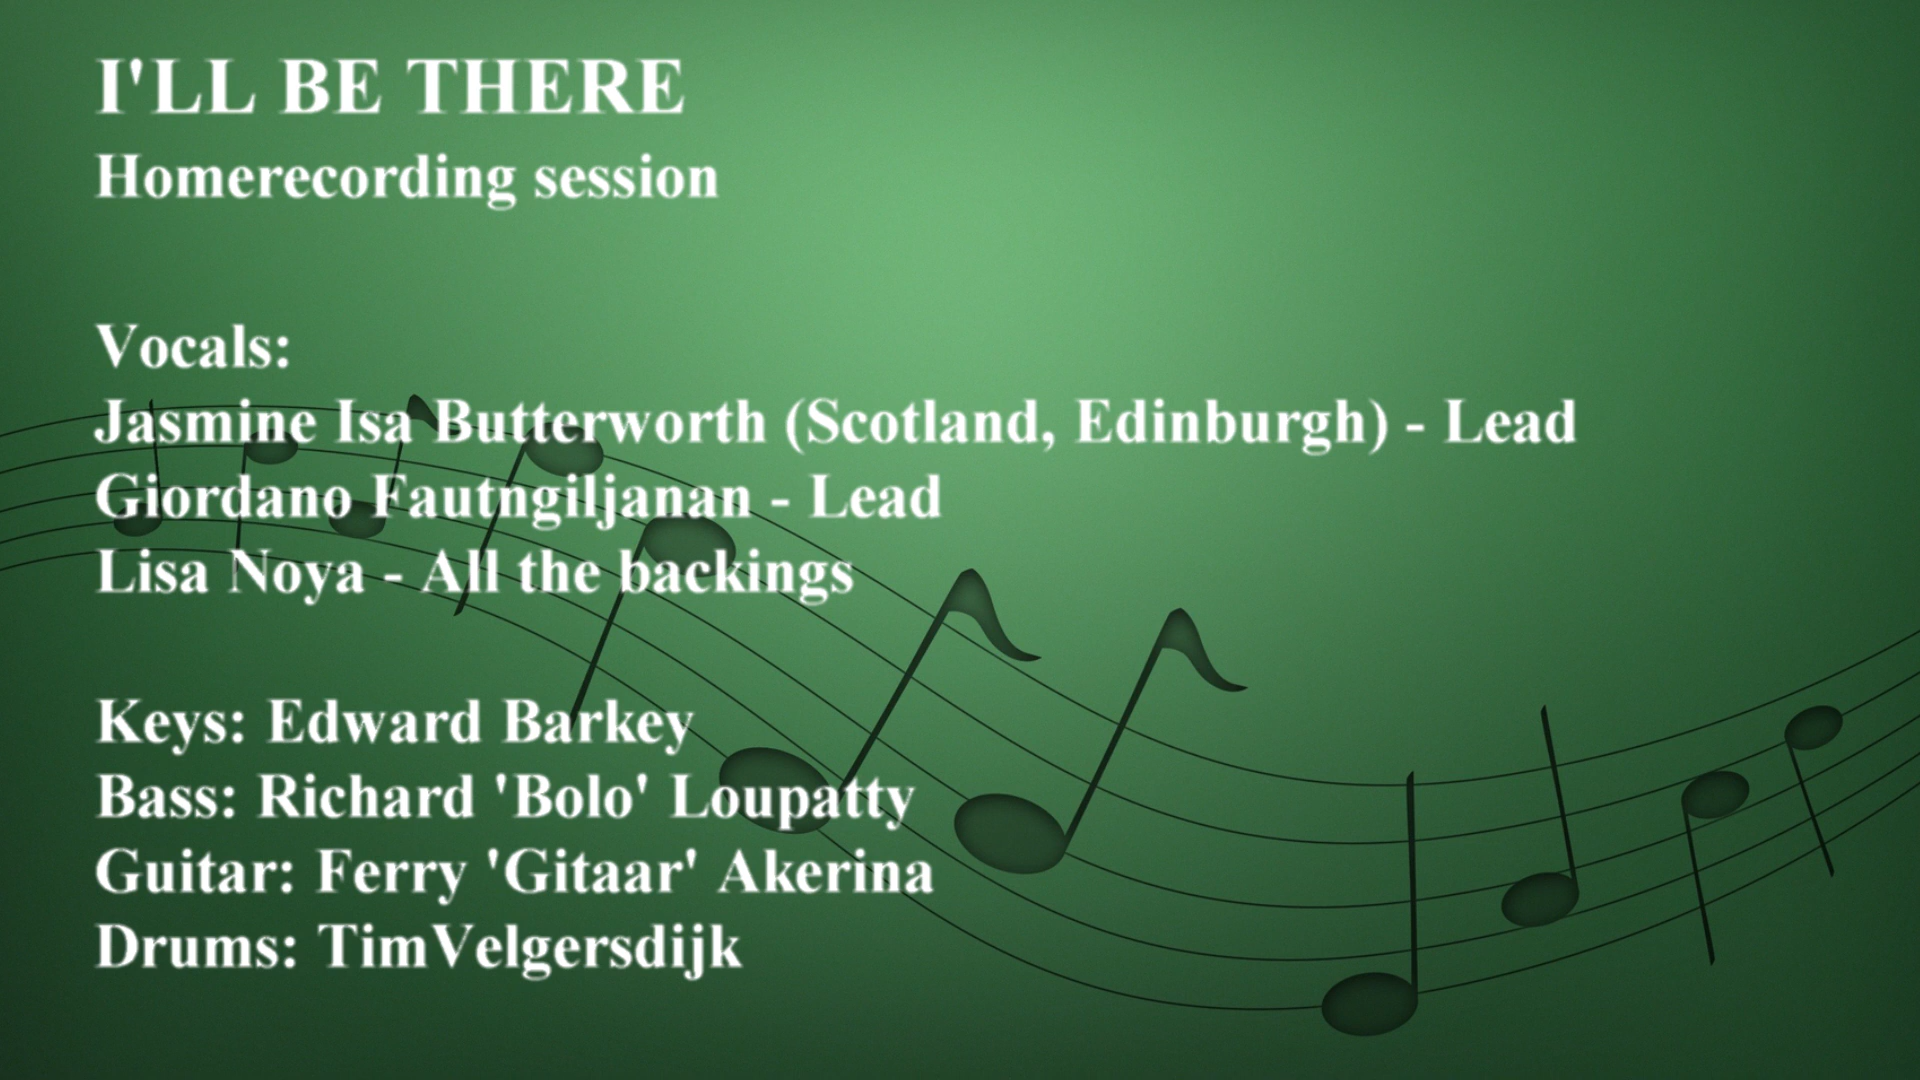 I'LL BE THERE
Homerecording session
Vocals:
Jasmine Isa Butterworth (Scotland, Edinburgh) - Lead
Giordano Fautngiljanan - Lead
Lisa Noya - All the backings
Keys: Edward Barkey
Bass: Richard 'Bolo' Loupatty
Guitar: Ferry 'Gitaar' Akerina
Drums: TimVelgersdijk